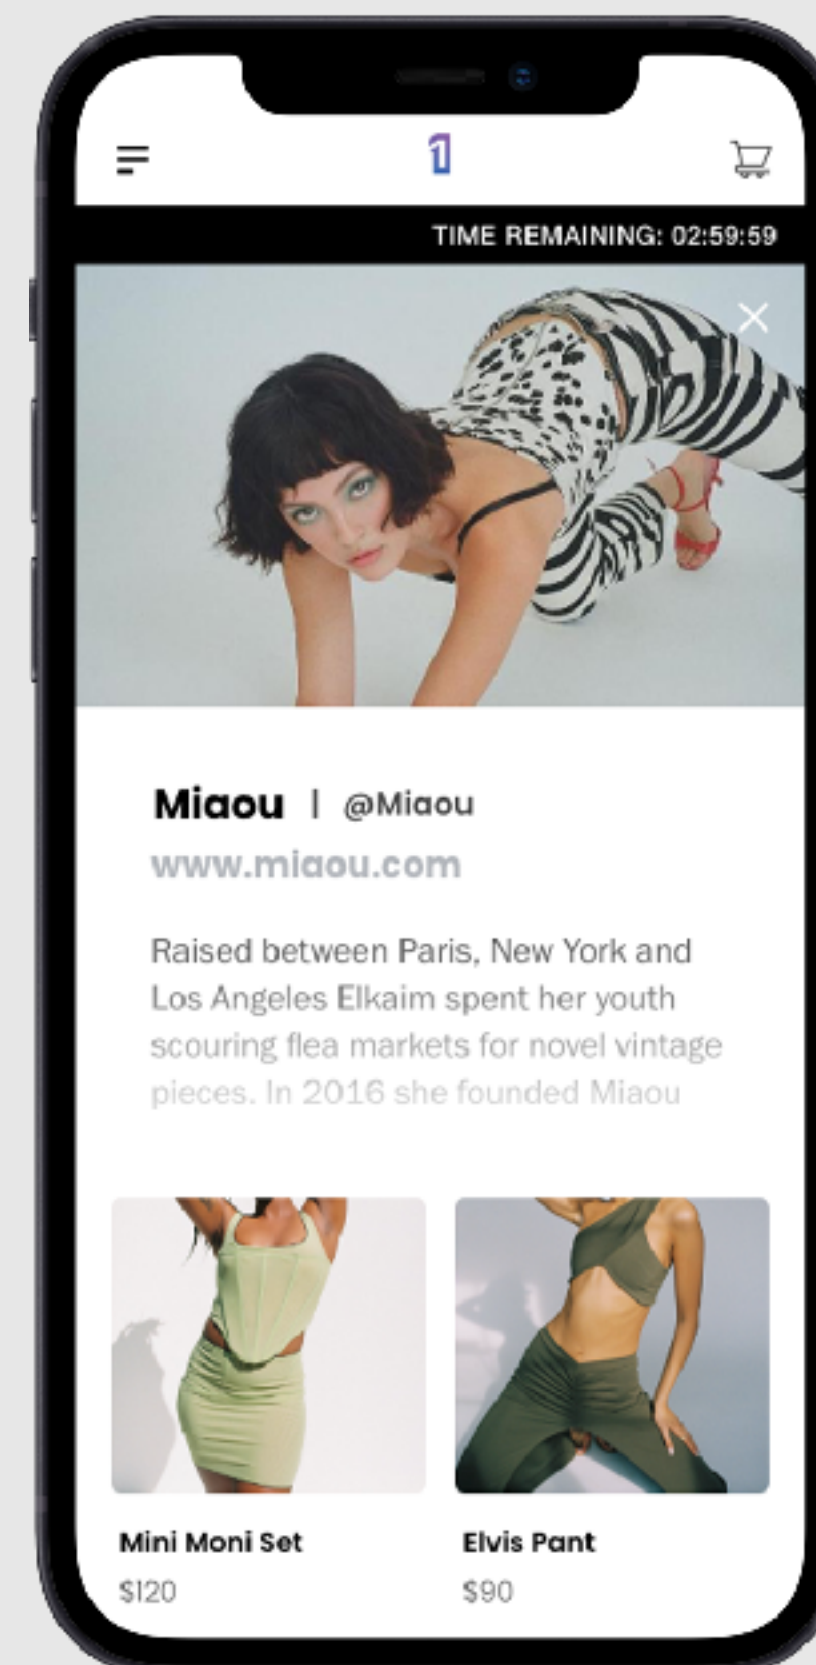 1
TIME REMAINING: 02:59:59
Miaou | @Miaou
www.miaou.com
Raised between Paris, New York and
Los Angeles Elkaim spent her youth
scouring flea markets for novel vintage
pieces. In 2016 she founded Miaou
Mini Moni Set
$120
Elvis Pant
$90